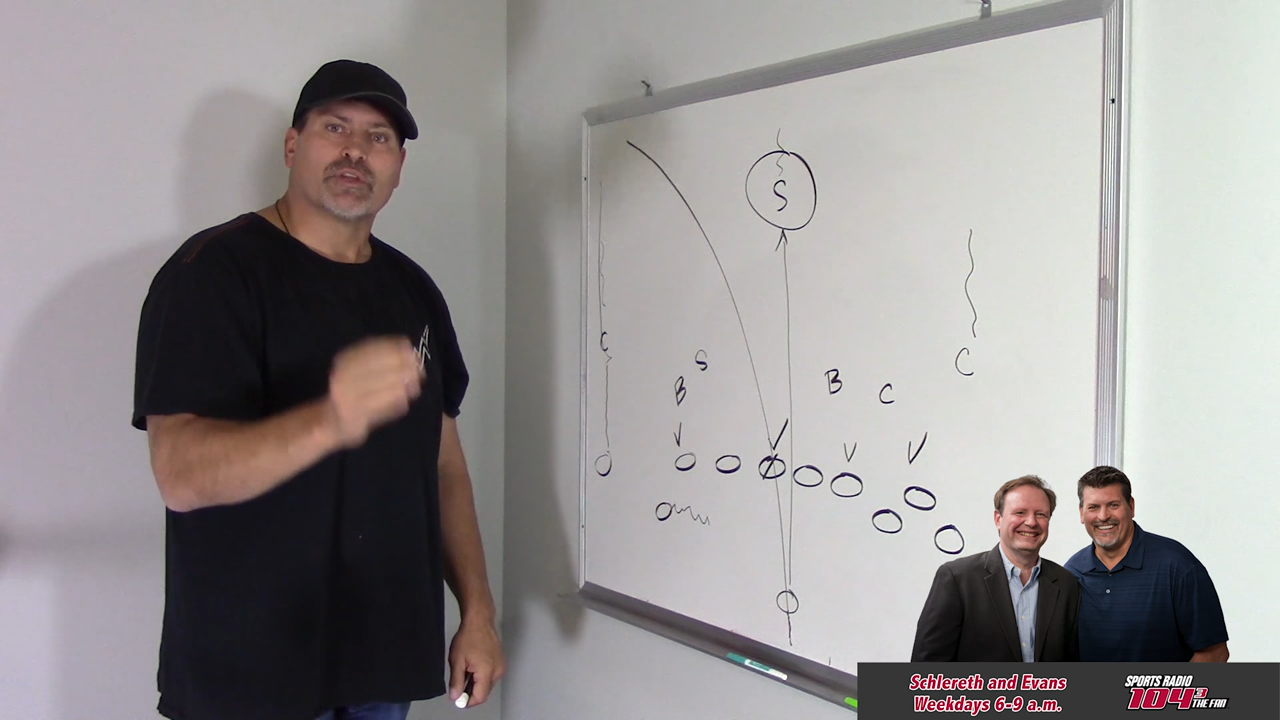 S
C
S
B
B
C
C
V
V
V
Schlereth and Evans
Weekdays 6-9 a.m.
SPORTS RADIO
104.3 THE FAN